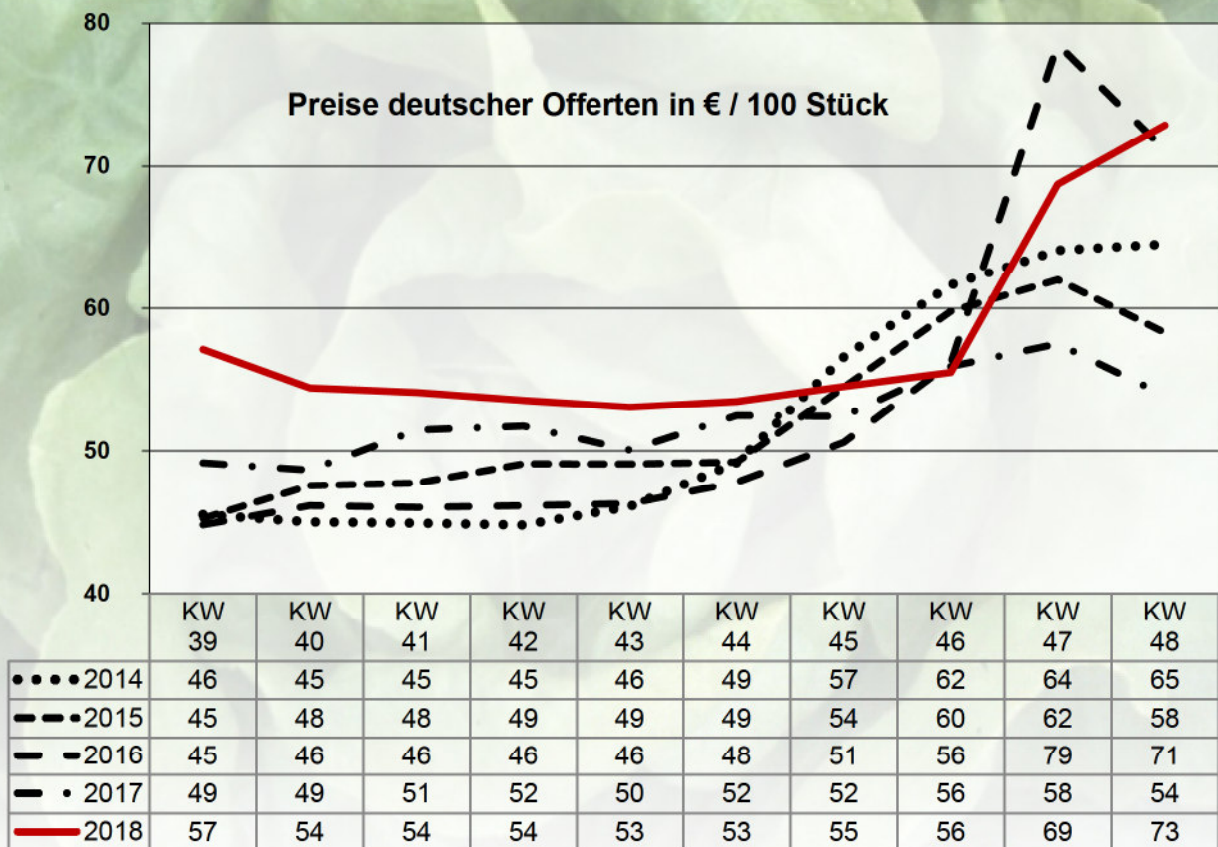 80
Preise deutscher Offerten in € / 100 Stück
70
60
50
40
KW 39 KW 40 KW 41 KW 42 KW 43 KW 44 KW 45 KW 46 KW 47 KW 48
2014 46 45 45 45 46 49 57 62 64 65
2015 45 48 48 49 49 49 54 60 62 58
2016 45 46 46 46 46 48 51 56 79 71
2017 49 49 51 52 50 52 52 56 58 54
2018 57 54 54 54 53 53 55 56 69 73